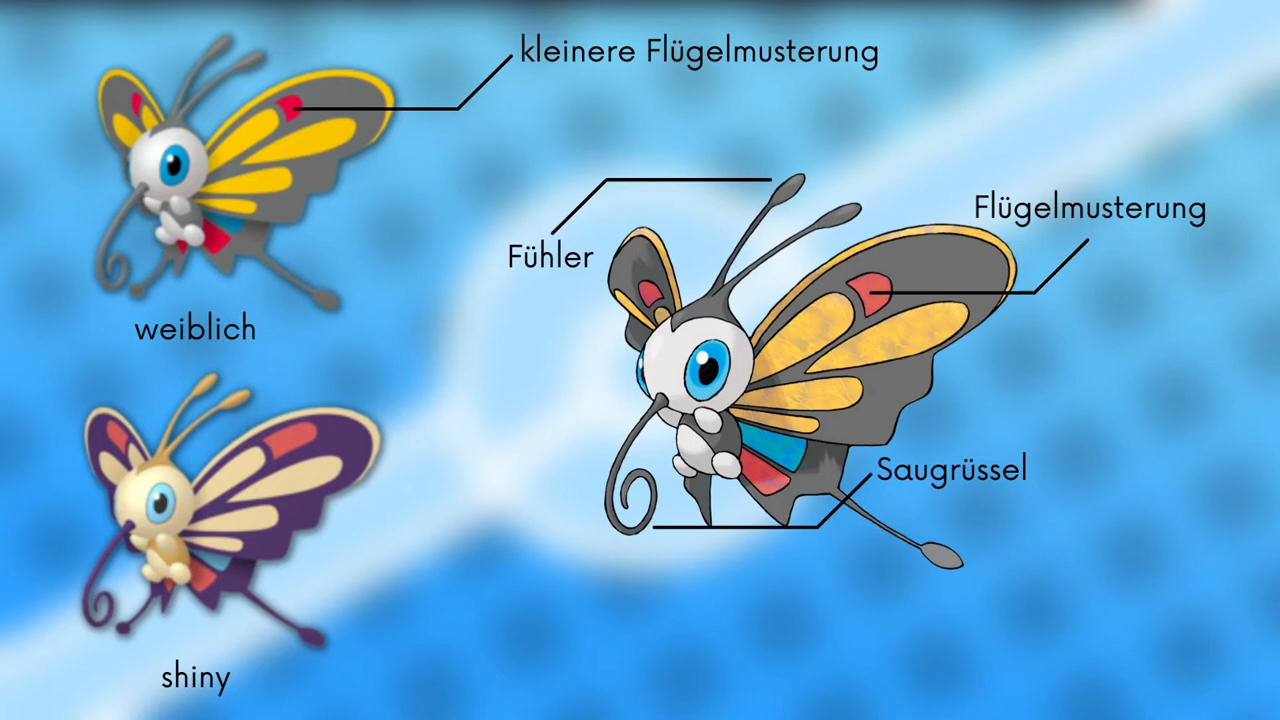 kleinere Flügelmusterung
Flügelmusterung
Fühler
weiblich
Saugrüssel
shiny